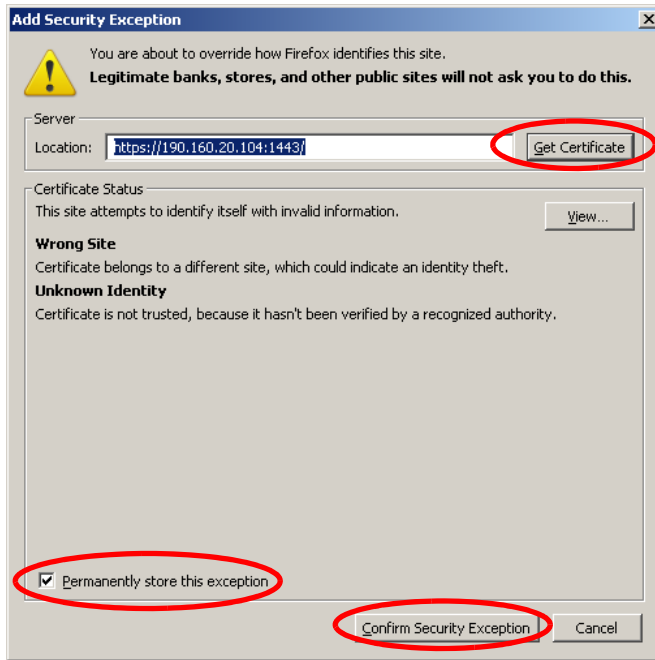 Add Security Exception
You are about to override how Firefox identifies this site.
Legitimate banks, stores, and other public sites will not ask you to do this.
Server
Location: https://190.160.20.104:1443/ Get Certificate
Certificate Status
This site attempts to identify itself with invalid information. View...
Wrong Site
Certificate belongs to a different site, which could indicate an identity theft.
Unknown Identity
Certificate is not trusted, because it hasn't been verified by a recognized authority.
Permanently store this exception
Confirm Security Exception Cancel